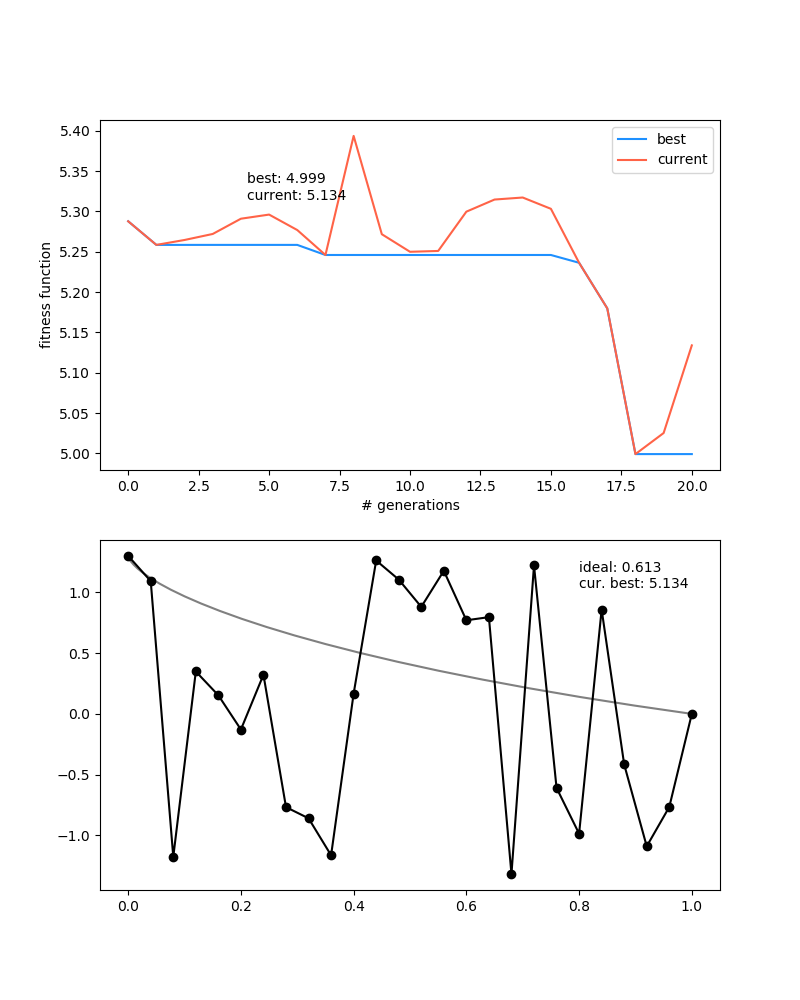 5.40
5.35
5.30
5.25
5.20
5.15
5.10
5.05
5.00
fitness function
best: 4.999
current: 5.134
best
current
0.0 2.5 5.0 7.5 10.0 12.5 15.0 17.5 20.0
# generations
1.0
0.5
0.0
−0.5
−1.0
ideal: 0.613
cur. best: 5.134
0.0 0.2 0.4 0.6 0.8 1.0